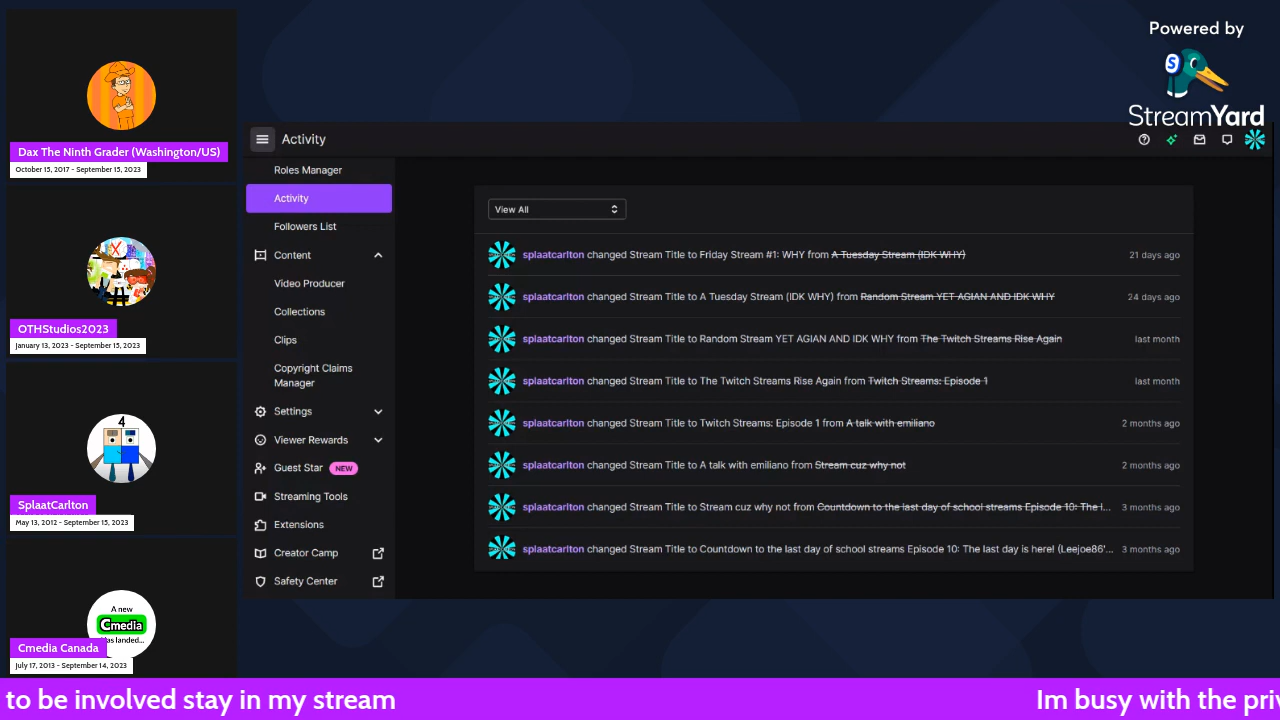 Powered by
StreamYard
Dax The Ninth Grader (Washington/US)
October 15, 2017 - September 15, 2023
OTHStudios2023
January 13, 2023 - September 15, 2023
4
SplaatCarlton
May 13, 2012 - September 15, 2023
A new
Cmedia
has landed...
Cmedia Canada
July 17, 2013 - September 14, 2023
Activity
Roles Manager
Activity
Followers List
Content
Video Producer
Collections
Clips
Copyright Claims
Manager
Settings
Viewer Rewards
Guest Star NEW
Streaming Tools
Extensions
Creator Camp
Safety Center
View All
splaatcarlton changed Stream Title to Friday Stream #1: WHY from A Tuesday Stream (IDK WHY) 21 days ago
splaatcarlton changed Stream Title to A Tuesday Stream (IDK WHY) from Random Stream YET AGIAN AND IDK WHY 24 days ago
splaatcarlton changed Stream Title to Random Stream YET AGIAN AND IDK WHY from The Twitch Streams Rise Again last month
splaatcarlton changed Stream Title to The Twitch Streams Rise Again from Twitch Streams: Episode 1 last month
splaatcarlton changed Stream Title to Twitch Streams: Episode 1 from A talk with emiliano 2 months ago
splaatcarlton changed Stream Title to A talk with emiliano from Stream cuz why not 2 months ago
splaatcarlton changed Stream Title to Stream cuz why not from Countdown to the last day of school streams Episode 10: The l... 3 months ago
splaatcarlton changed Stream Title to Countdown to the last day of school streams Episode 10: The last day is here! (Leejoe86'... 3 months ago
to be involved stay in my stream Im busy with the priv